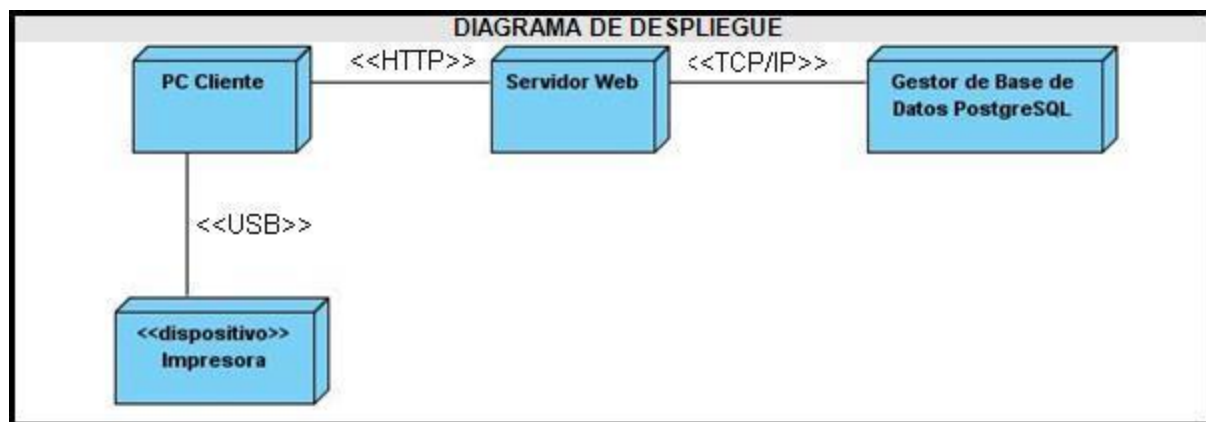 DIAGRAMA DE DESPLIEGUE
PC Cliente
<<HTTP>>
Servidor Web
<<TCP/IP>>
Gestor de Base de
Datos PostgreSQL
<<USB>>
<<dispositivo>>
Impresora